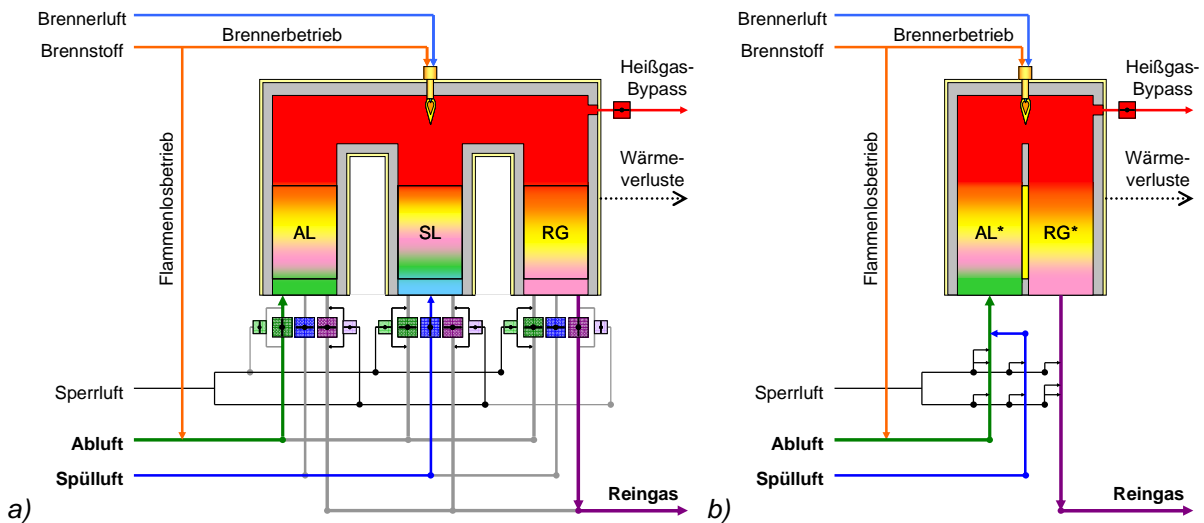 Brennerluft
Brennstoff
Brennerbetrieb
Heißgas-
Bypass
Flammenlosbetrieb
Wärme-
verluste
AL
SL
RG
Sperrluft
Abluft
Spülluft
Reingas
a)
Brennerluft
Brennstoff
Brennerbetrieb
Heißgas-
Bypass
Flammenlosbetrieb
Wärme-
verluste
AL*
RG*
Sperrluft
Abluft
Spülluft
Reingas
b)